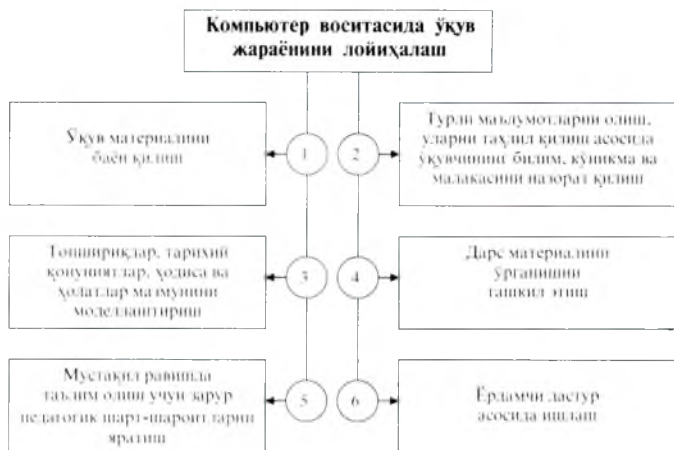 Компьютер воситасида ўқув
жараёнини лойиҳалаш
Ўқув материалини
баён қилиш
1
2
Турли маълумотларни олиш,
уларни таҳлил қилиш асосида
ўқувчининг билим, кўникма ва
малакасини назорат қилиш
Топшириқлар, тарихий
қонуниятлар, ҳодиса ва
ҳолатлар мазмунини
моделлаштириш
3
4
Дарс материалини
ўрганишни
ташкил этиш
Мустақил равишда
таълим олиш учун зарур
педагогик шарт-шароитларни
яратиш
5
6
Ёрдамчи дастур
асосида ишлаш